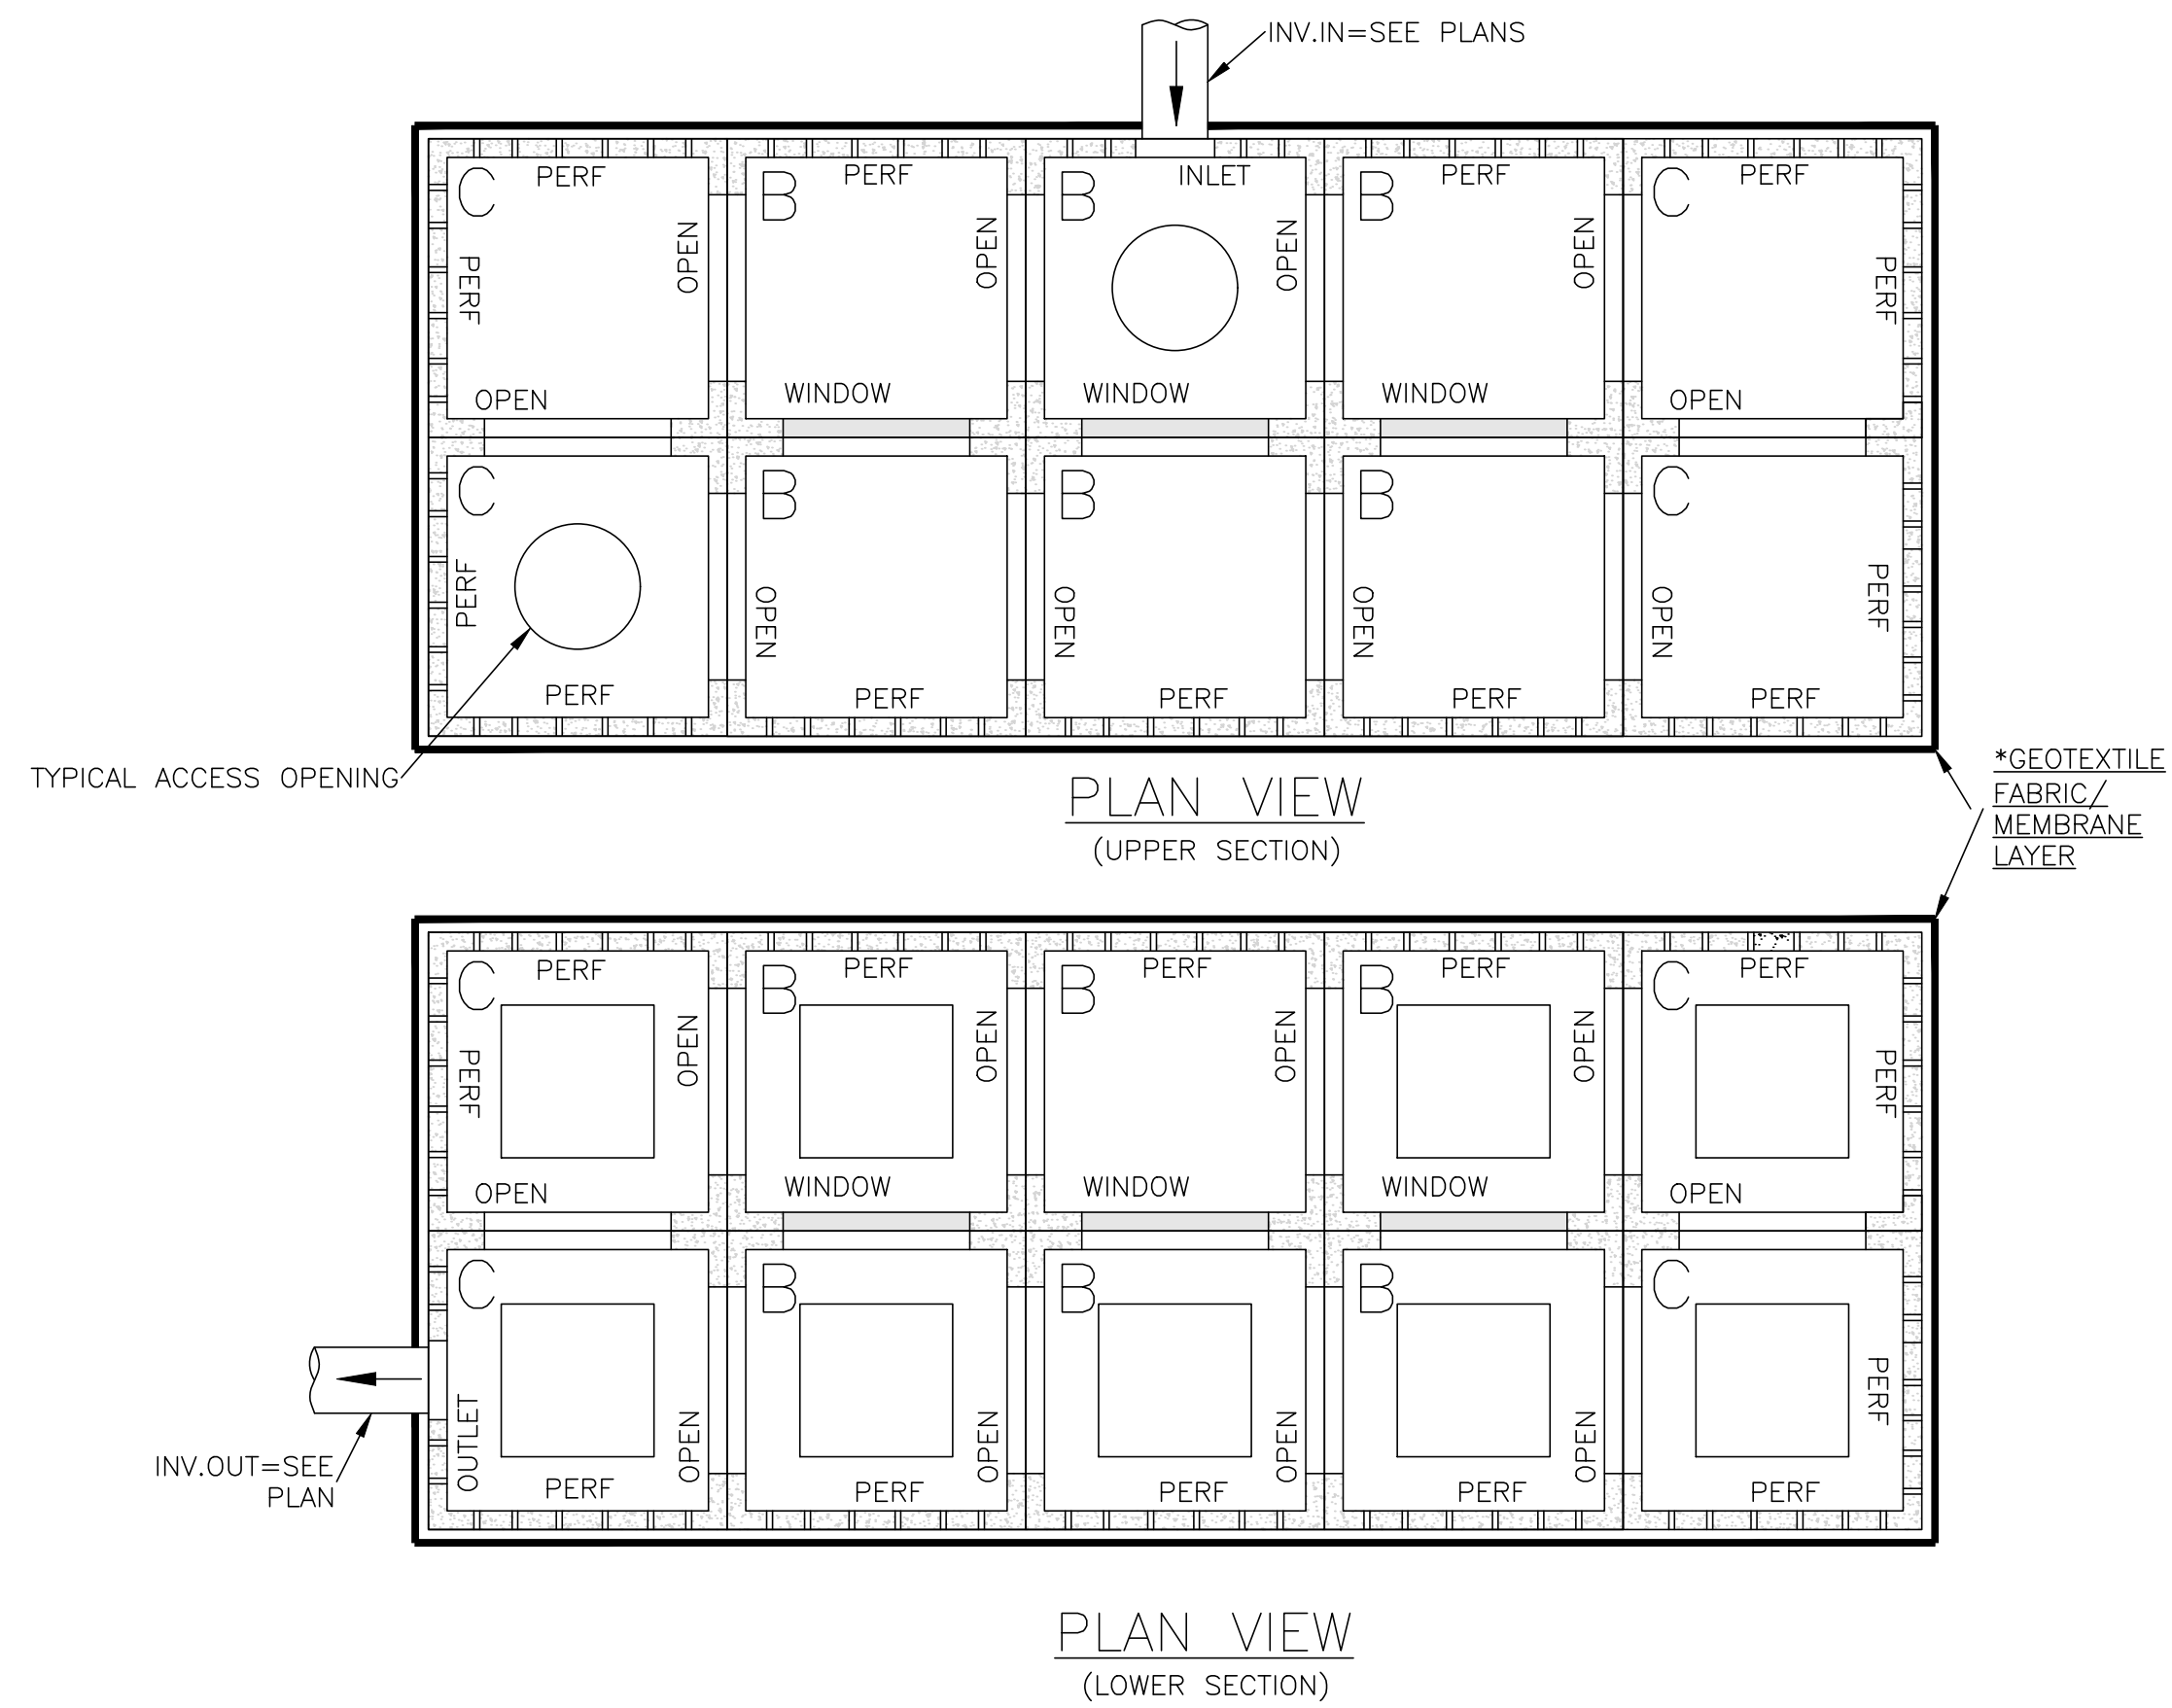 INV.IN=SEE PLANS
C PERF B PERF B INLET B PERF C PERF
PERF OPEN OPEN OPEN OPEN PERF
OPEN WINDOW WINDOW WINDOW OPEN
C B B B C
PERF OPEN OPEN OPEN OPEN PERF
PERF PERF PERF PERF PERF
TYPICAL ACCESS OPENING
PLAN VIEW
(UPPER SECTION)
*GEOTEXTILE
FABRIC/
MEMBRANE
LAYER
C PERF B PERF B PERF B PERF C PERF
PERF OPEN OPEN OPEN OPEN PERF
OPEN WINDOW WINDOW WINDOW OPEN
C B B B C
OUTLET OPEN OPEN OPEN OPEN PERF
PERF PERF PERF PERF PERF
INV.OUT=SEE
PLAN
PLAN VIEW
(LOWER SECTION)